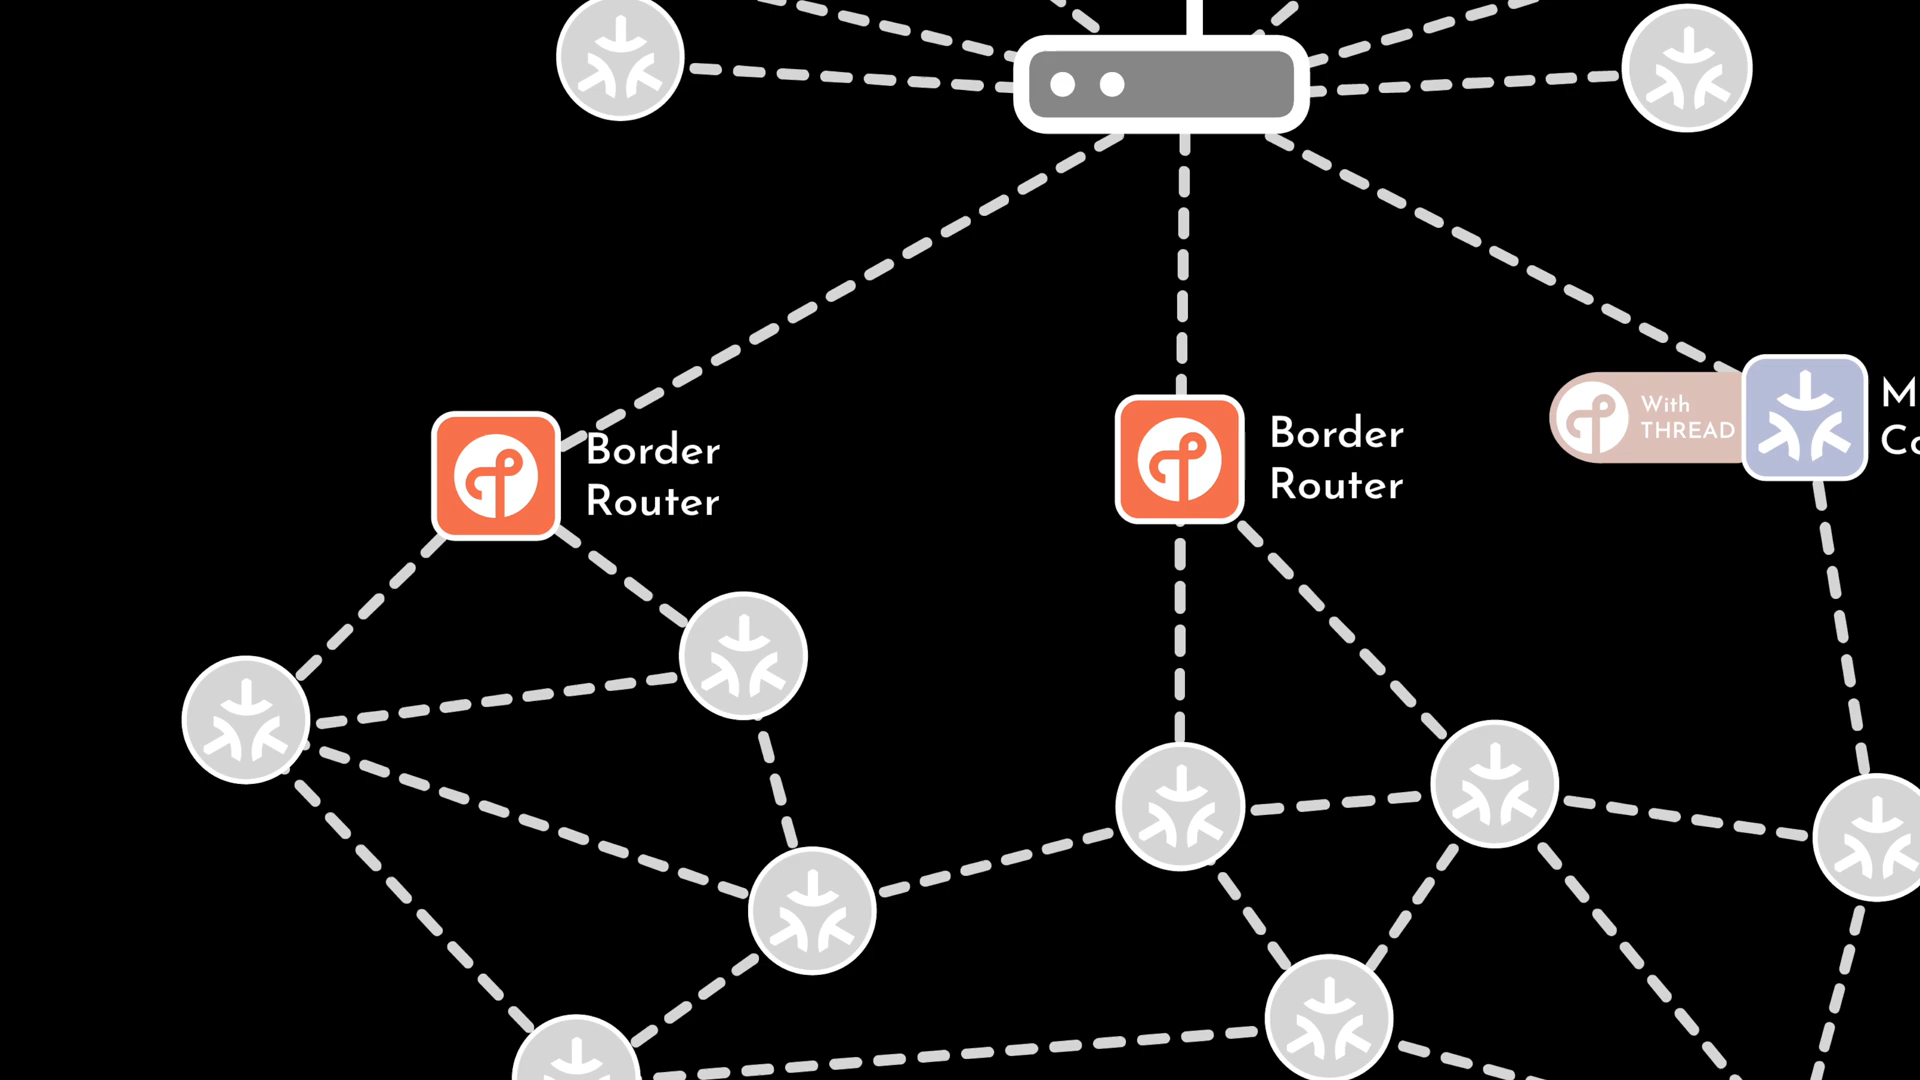 Border
Router
Border
Router
With
THREAD